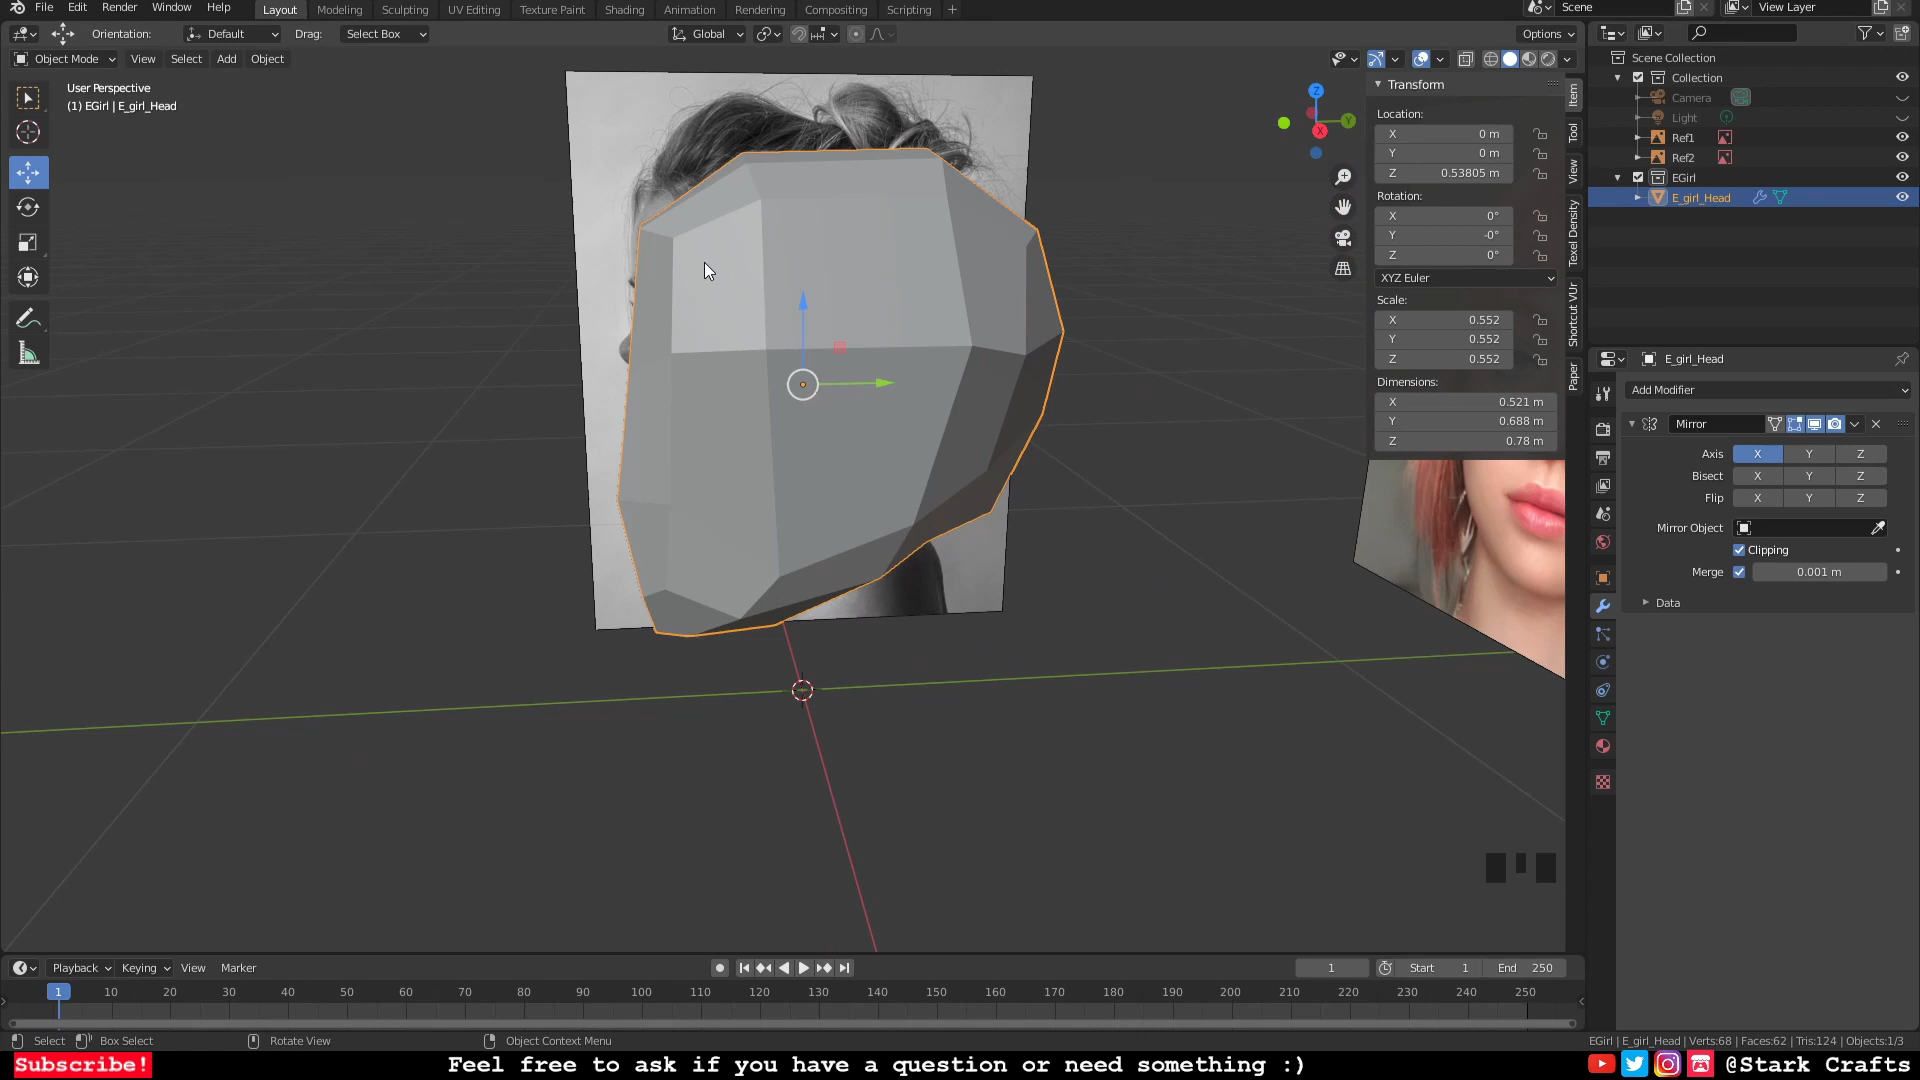 File Edit Render Window Help Layout Modeling Sculpting UV Editing Texture Paint Shading Animation Rendering Compositing Scripting + Scene View Layer
Orientation: Default Drag: Select Box Global Options
Object Mode View Select Add Object
User Perspective
(1) EGirl | E_girl_Head
Z
Y
X
Transform
Location:
X 0 m
Y 0 m
Z 0.53805 m
Rotation:
X 0°
Y -0°
Z 0°
XYZ Euler
Scale:
X 0.552
Y 0.552
Z 0.552
Dimensions:
X 0.521 m
Y 0.688 m
Z 0.78 m
Item
Tool
View
Texel Density
Shortcut VUr
Paper
Scene Collection
Collection
Camera
Light
Ref1
Ref2
EGirl
E_girl_Head
E_girl_Head
Add Modifier
Mirror
Axis X Y Z
Bisect X Y Z
Flip X Y Z
Mirror Object
Clipping
Merge 0.001 m
Data
Playback Keying View Marker 1 Start 1 End 250
1 10 20 30 40 50 60 70 80 90 100 110 120 130 140 150 160 170 180 190 200 210 220 230 240 250
Select Box Select Rotate View Object Context Menu EGirl | E_girl_Head | Verts:68 | Faces:62 | Tris:124 | Objects:1/3
Subscribe! Feel free to ask if you have a question or need something :) @Stark Crafts